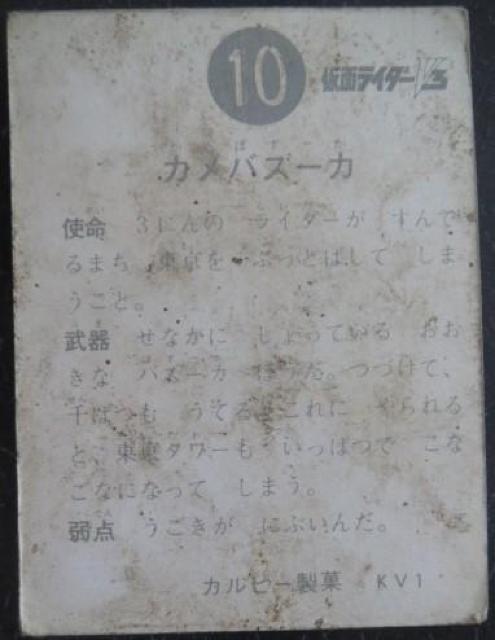 10 仮面ライダーV3
ばずーか
カメバズーカ
使命 3にんの ライダーが すんで
るまち 東京を ぶっとばして しま
うこと。
武器 せなかに しょっている おお
きな バズーカ ほうだ。つづけて、
千ぱつも うてる。これに やられる
と、東京タワーも いっぱつで こな
ごなになって しまう。
弱点 うごきが にぶいんだ。
カルビー製菓 KV1